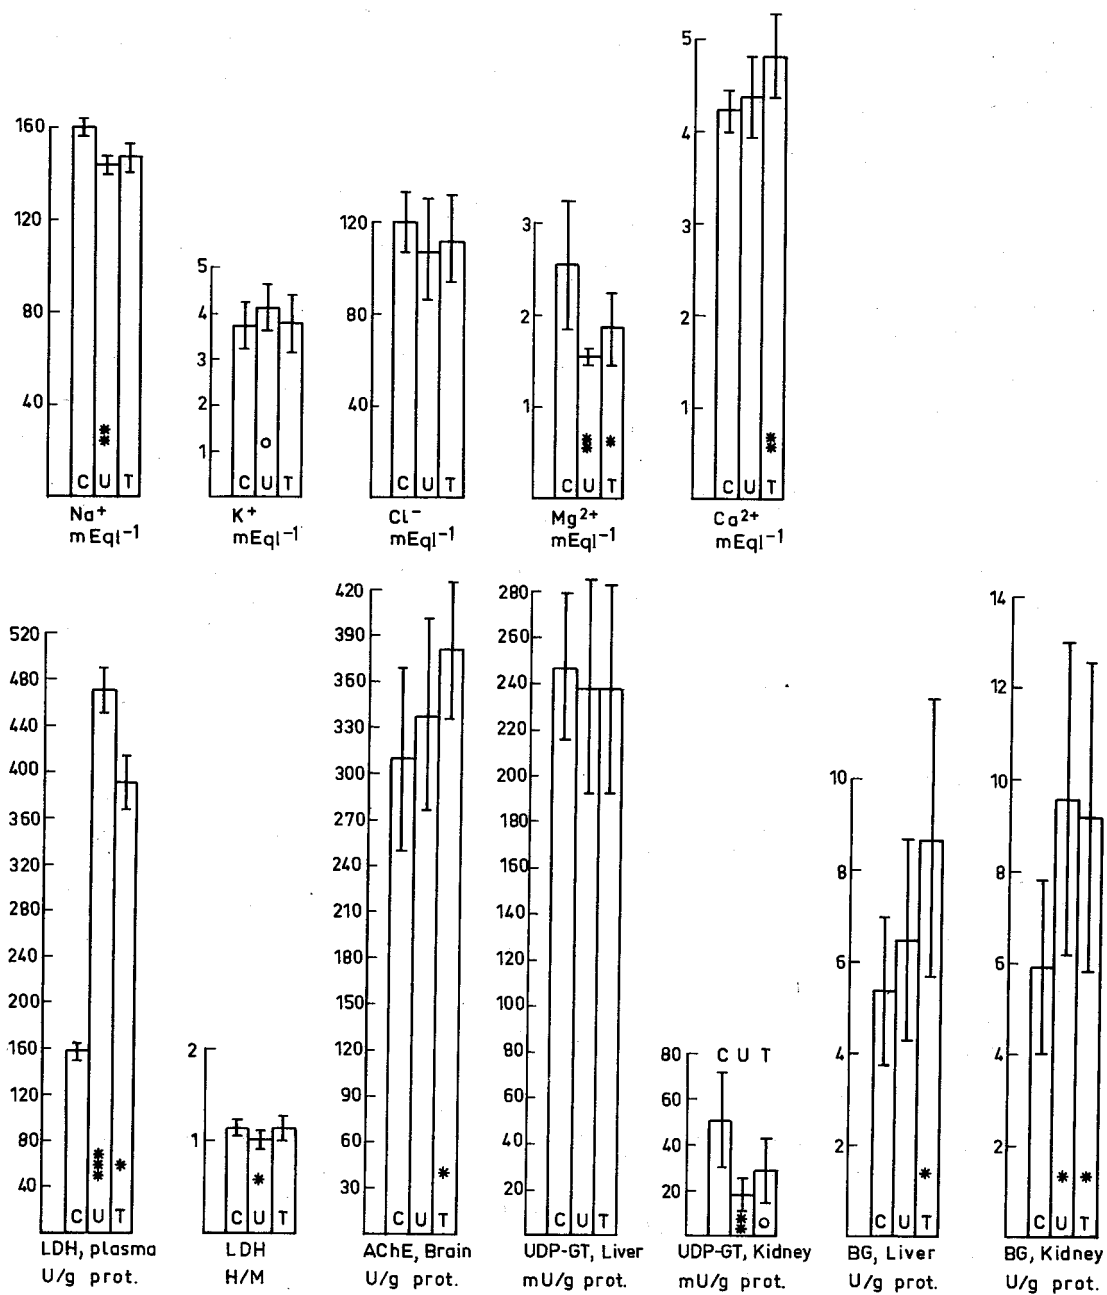 160
120
80
40
C U T
Na+
mEql-1
5
4
3
2
1
o
C U T
K+
mEql-1
120
80
40
C U T
Cl-
mEql-1
3
2
1
** *
C U T
Mg2+
mEql-1
5
4
3
2
1
**
C U T
Ca2+
mEql-1
**
520
480
440
400
360
320
280
240
200
160
120
80
40
*** *
C U T
LDH, plasma
U/g prot.
2
1
*
C U T
LDH
H/M
420
390
360
330
300
270
240
210
180
150
120
90
60
30
*
C U T
AChE, Brain
U/g prot.
280
260
240
220
200
180
160
140
120
100
80
60
40
20
C U T
UDP-GT, Liver
mU/g prot.
80
60
40
20
C U T
** o
UDP-GT, Kidney
mU/g prot.
10
8
6
4
2
*
C U T
BG, Liver
U/g prot.
14
12
10
8
6
4
2
* *
C U T
BG, Kidney
U/g prot.